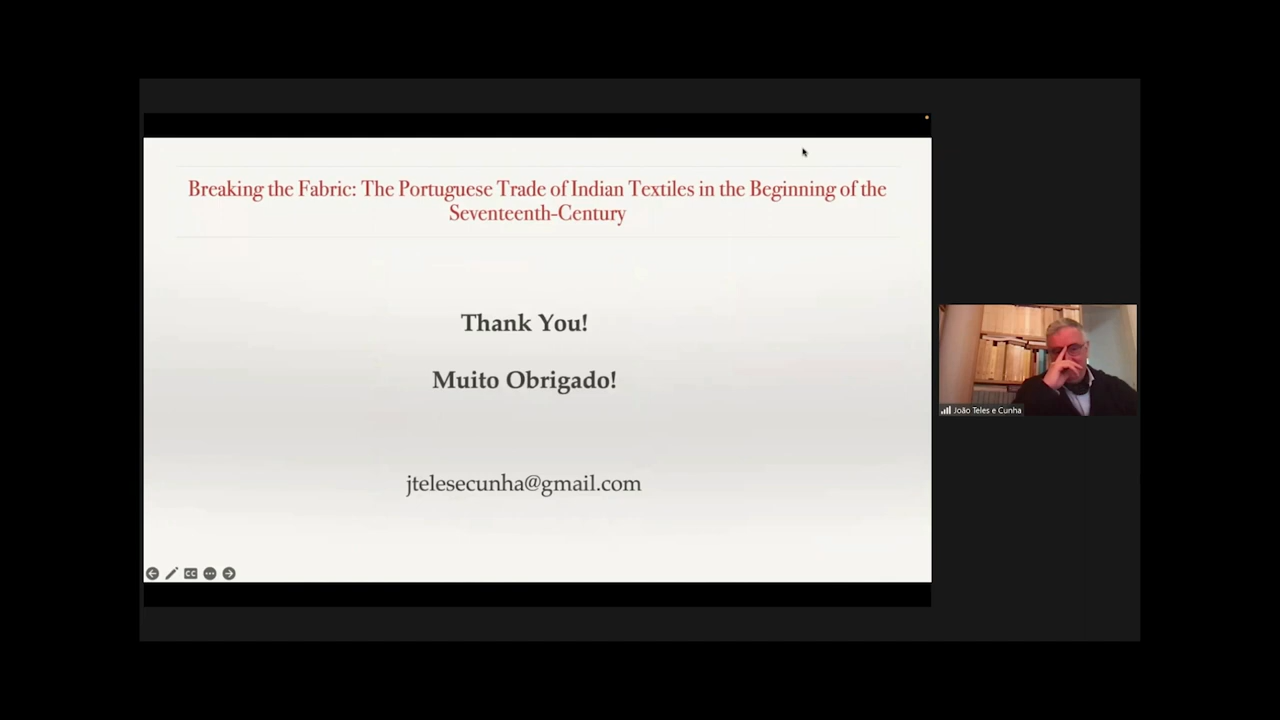 Breaking the Fabric: The Portuguese Trade of Indian Textiles in the Beginning of the
Seventeenth-Century
Thank You!
Muito Obrigado!
jtelesecunha@gmail.com
João Teles e Cunha
CC